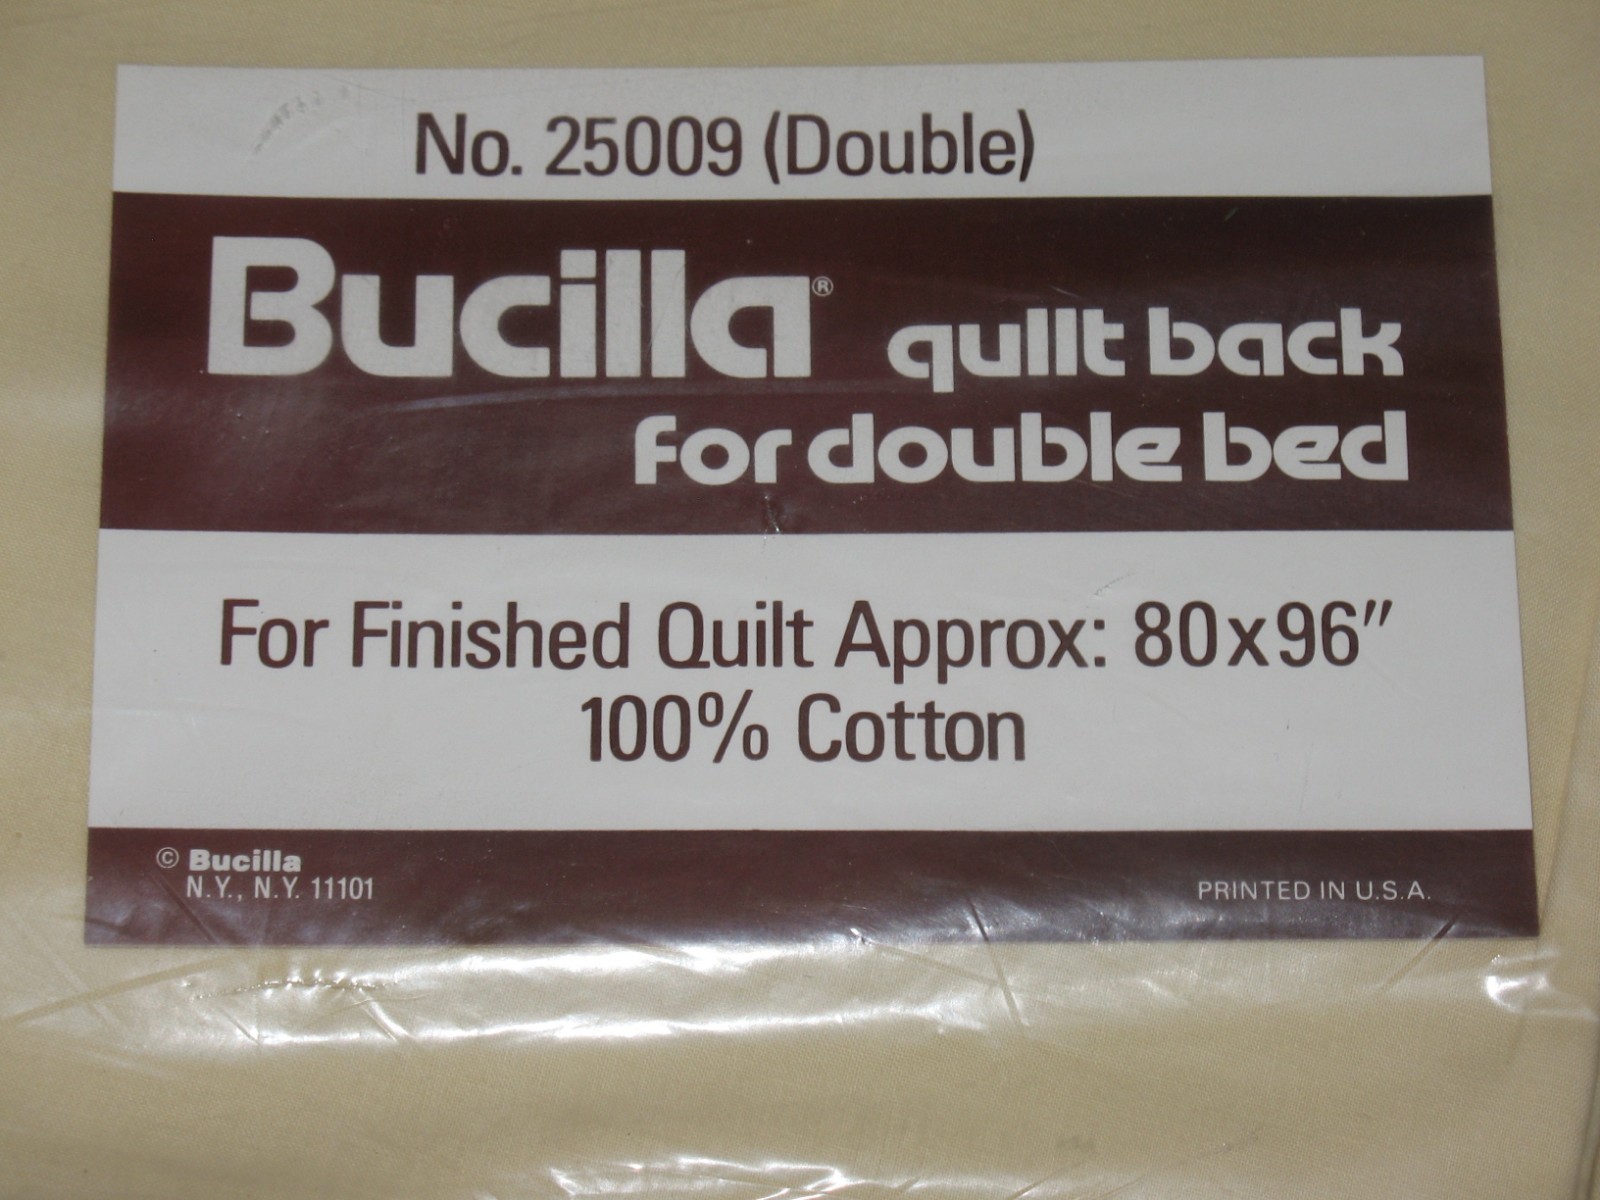 No. 25009 (Double)
Bucilla® quilt back
for double bed
For Finished Quilt Approx: 80x96"
100% Cotton
© Bucilla
N.Y., N.Y. 11101
PRINTED IN U.S.A.